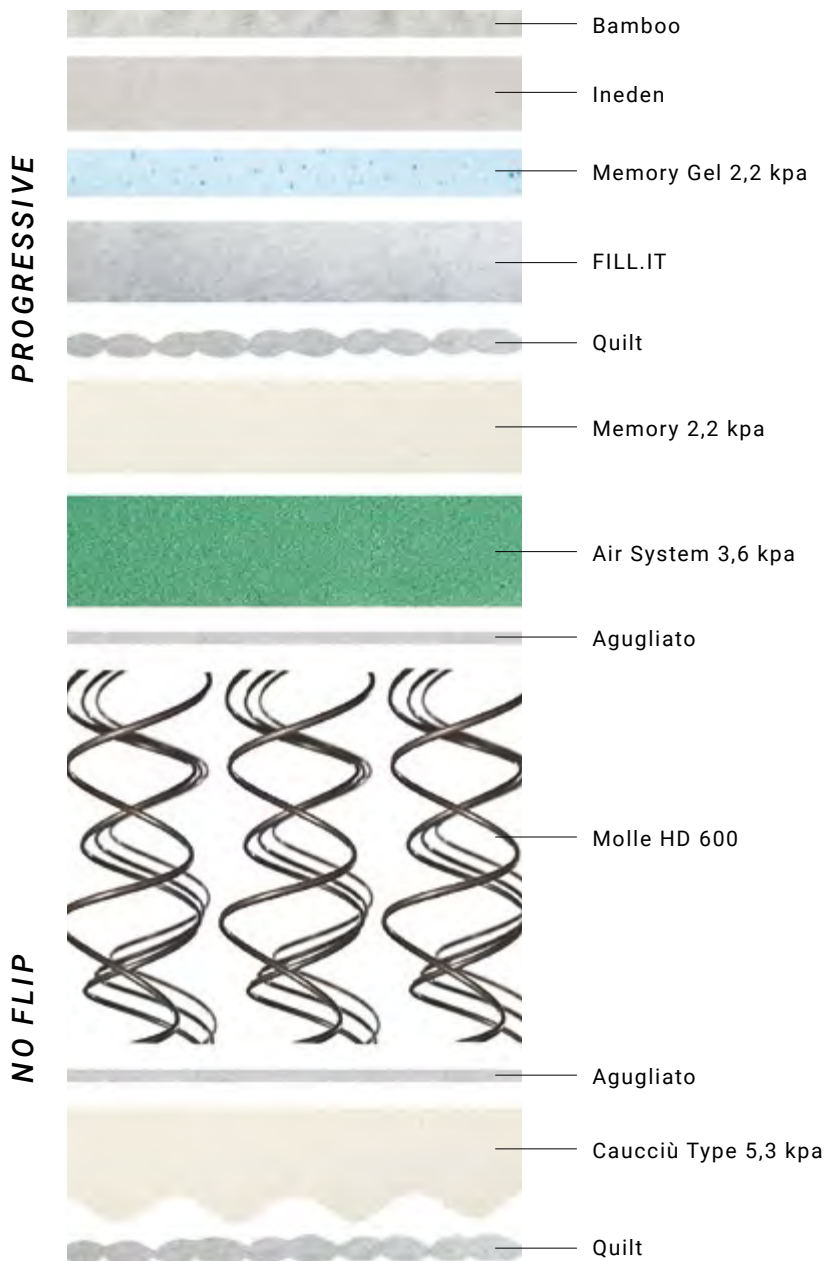 PROGRESSIVE
Bamboo
Ineden
Memory Gel 2,2 kpa
FILL.IT
Quilt
Memory 2,2 kpa
Air System 3,6 kpa
Agugliato
Molle HD 600
NO FLIP
Agugliato
Caucciù Type 5,3 kpa
Quilt